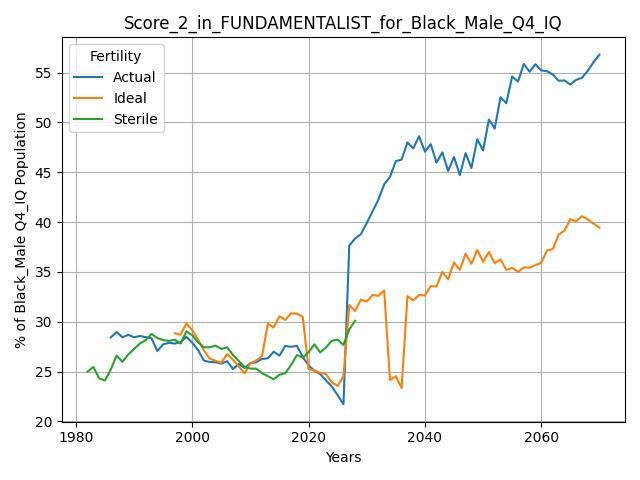 Score_2_in_FUNDAMENTALIST_for_Black_Male_Q4_IQ
Fertility
Actual
Ideal
Sterile
% of Black_Male Q4_IQ Population
55
50
45
40
35
30
25
20
1980
2000
2020
2040
2060
Years